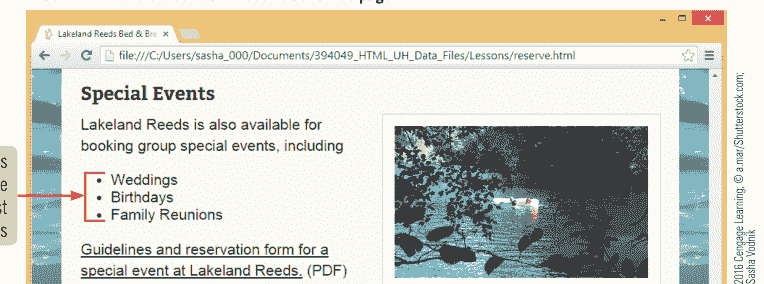 Lakeland Reeds Bed & Bre
file:///C:/Users/sasha_000/Documents/394049_HTML_UH_Data_Files/Lessons/reserve.html
Special Events
Lakeland Reeds is also available for
booking group special events, including
• Weddings
• Birthdays
• Family Reunions
Guidelines and reservation form for a
special event at Lakeland Reeds. (PDF)
2016 Cengage Learning; © a.mar/Shutterstock.com;
Sasha Vodnik